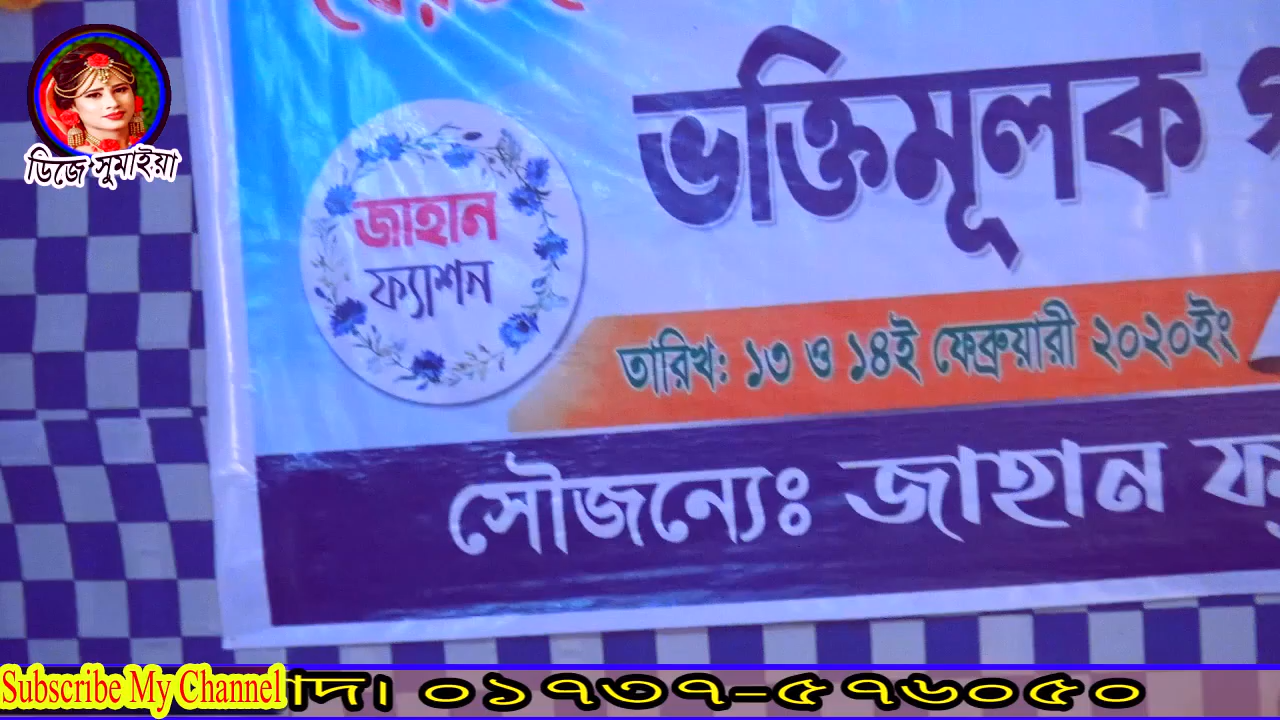 ডিজে সুমাইয়া
ভক্তিমূলক
জাহান
ফ্যাশন
তারিখ: ১৩ ও ১৪ই ফেব্রুয়ারী ২০২০ইং
সৌজন্যেঃ জাহান
Subscribe My Channel
০১৭৩৭-৫৭৬০৫০